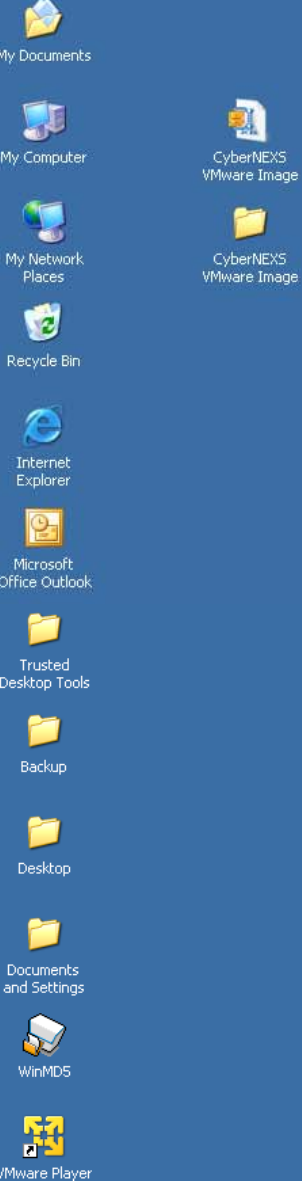 My Documents
My Computer
CyberNEXS
VMware Image
My Network
Places
CyberNEXS
VMware Image
Recycle Bin
Internet
Explorer
Microsoft
Office Outlook
Trusted
Desktop Tools
Backup
Desktop
Documents
and Settings
WinMD5
VMware Player